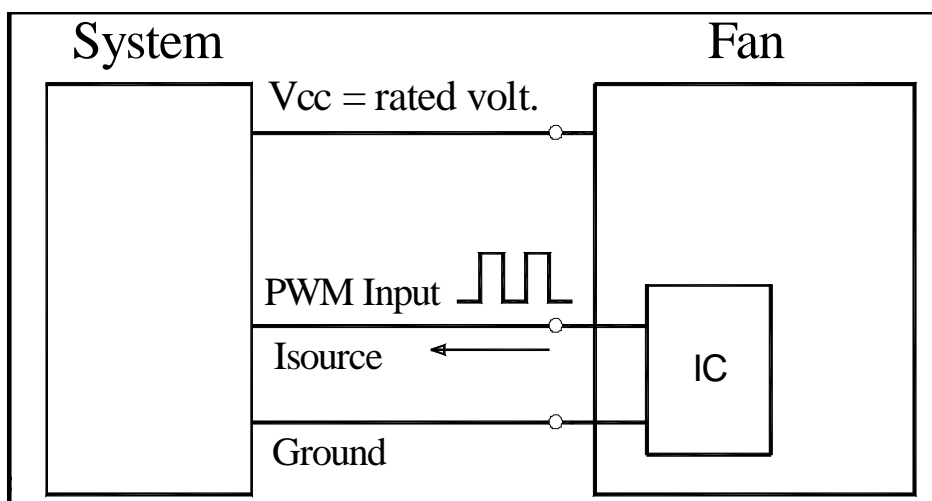 System
Fan
Vcc = rated volt.
PWM Input
Isource
IC
Ground